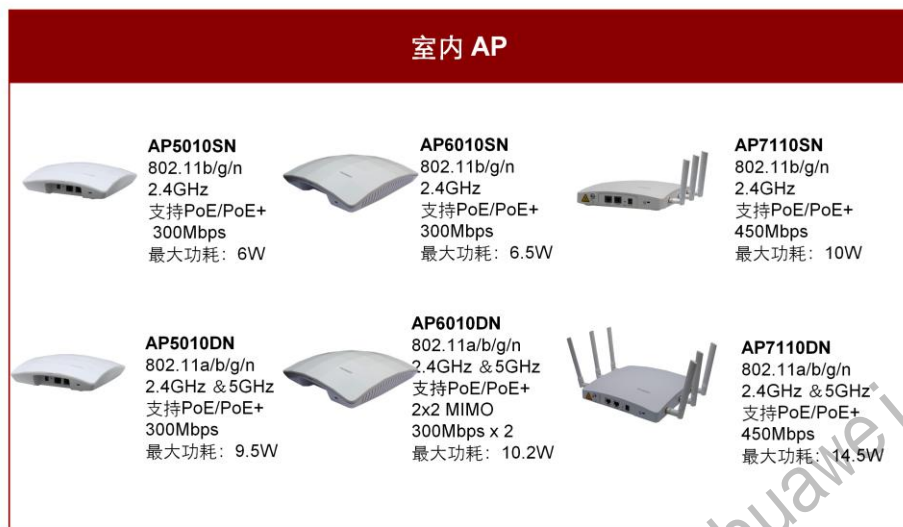 室内 AP
AP5010SN
802.11b/g/n
2.4GHz
支持PoE/PoE+
300Mbps
最大功耗：6W
AP6010SN
802.11b/g/n
2.4GHz
支持PoE/PoE+
300Mbps
最大功耗：6.5W
AP7110SN
802.11b/g/n
2.4GHz
支持PoE/PoE+
450Mbps
最大功耗：10W
AP5010DN
802.11a/b/g/n
2.4GHz ＆5GHz
支持PoE/PoE+
300Mbps
最大功耗：9.5W
AP6010DN
802.11a/b/g/n
2.4GHz ＆5GHz
支持PoE/PoE+
2x2 MIMO
300Mbps x 2
最大功耗：10.2W
AP7110DN
802.11a/b/g/n
2.4GHz ＆5GHz
支持PoE/PoE+
450Mbps
最大功耗：14.5W
huawei